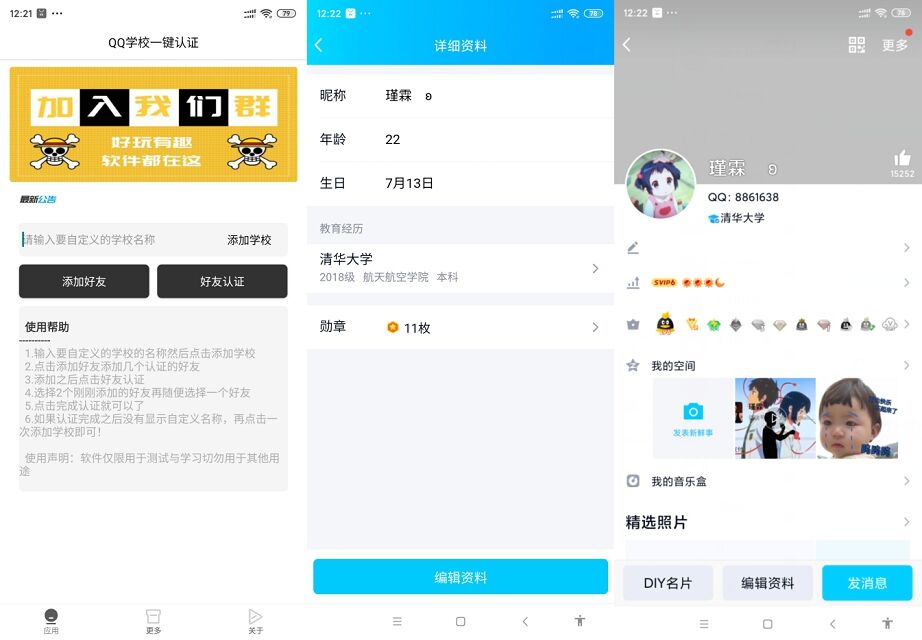 12:21
79
QQ学校一键认证
加入我们群
好玩有趣
软件都在这
最新公告
请输入要自定义的学校名称
添加学校
添加好友
好友认证
使用帮助
----------
1.输入要自定义的学校的名称然后点击添加学校
2.点击添加好友添加几个认证的好友
3.添加之后点击好友认证
4.选择2个刚刚添加的好友再随便选择一个好友
5.点击完成认证就可以了
6.如果认证完成之后没有显示自定义名称，再点击一
次添加学校即可!
使用声明：软件仅限用于测试与学习切勿用于其他用
途
应用
更多
关于
12:22
78
详细资料
昵称 瑾霖 ʚ
年龄 22
生日 7月13日
教育经历
清华大学
2018级 航天航空学院 本科
勋章 11枚
编辑资料
12:22
78
更多
瑾霖 ʚ
15252
QQ: 8861638
清华大学
SVIP6
我的空间
发表新鲜事
我的音乐盒
精选照片
DIY名片
编辑资料
发消息